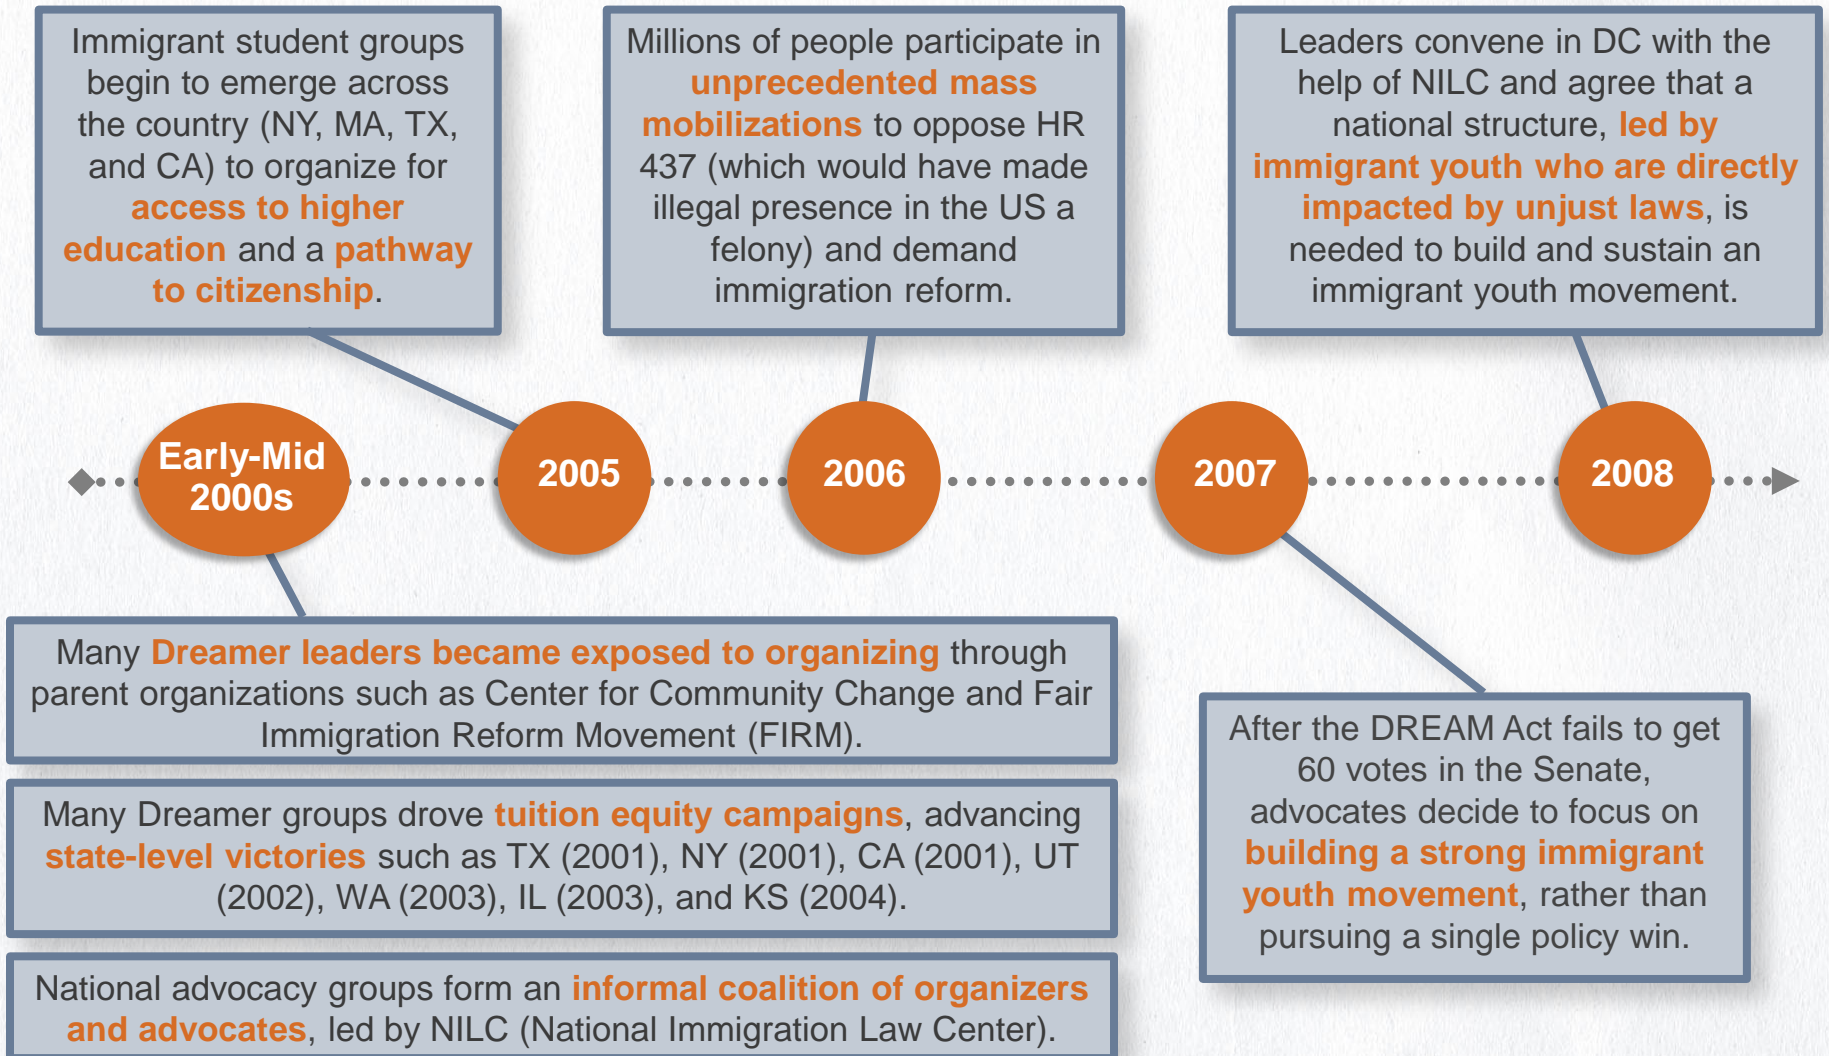 Immigrant student groups
begin to emerge across
the country (NY, MA, TX,
and CA) to organize for
access to higher
education and a pathway
to citizenship.
Millions of people participate in
unprecedented mass
mobilizations to oppose HR
437 (which would have made
illegal presence in the US a
felony) and demand
immigration reform.
Leaders convene in DC with the
help of NILC and agree that a
national structure, led by
immigrant youth who are directly
impacted by unjust laws, is
needed to build and sustain an
immigrant youth movement.
Early-Mid
2000s
2005
2006
2007
2008
Many Dreamer leaders became exposed to organizing through
parent organizations such as Center for Community Change and Fair
Immigration Reform Movement (FIRM).
Many Dreamer groups drove tuition equity campaigns, advancing
state-level victories such as TX (2001), NY (2001), CA (2001), UT
(2002), WA (2003), IL (2003), and KS (2004).
National advocacy groups form an informal coalition of organizers
and advocates, led by NILC (National Immigration Law Center).
After the DREAM Act fails to get
60 votes in the Senate,
advocates decide to focus on
building a strong immigrant
youth movement, rather than
pursuing a single policy win.